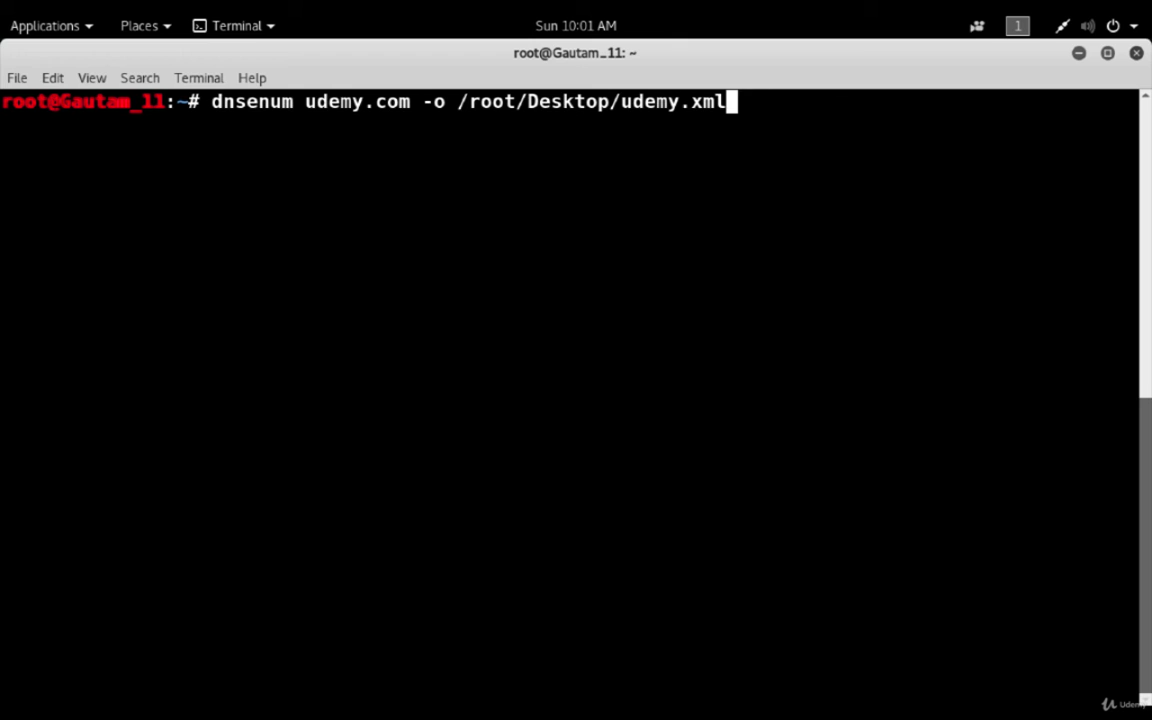 Applications Places Terminal Sun 10:01 AM 1
root@Gautam_11: ~
File Edit View Search Terminal Help
root@Gautam_11:~# dnsenum udemy.com -o /root/Desktop/udemy.xml